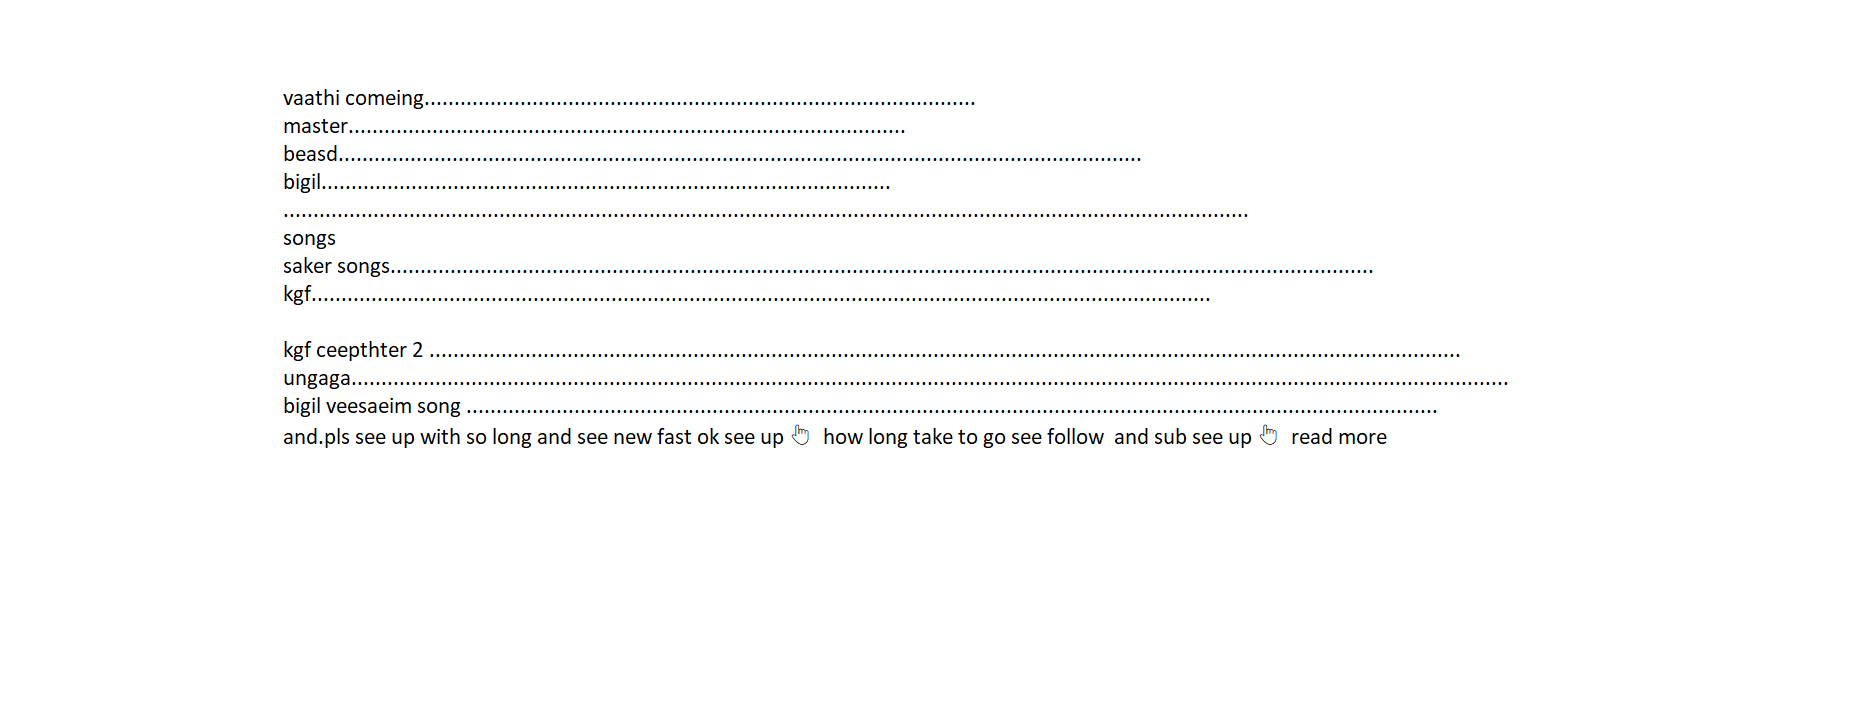 vaathi comeing............................................................................................
master.............................................................................................
beasd......................................................................................................................................
bigil...............................................................................................
.................................................................................................................................................................
songs
saker songs....................................................................................................................................................................
kgf......................................................................................................................................................
kgf ceepthter 2 ............................................................................................................................................................................
ungaga.................................................................................................................................................................................................
bigil veesaeim song ..................................................................................................................................................................
and.pls see up with so long and see new fast ok see up 👆 how long take to go see follow  and sub see up 👆 read more